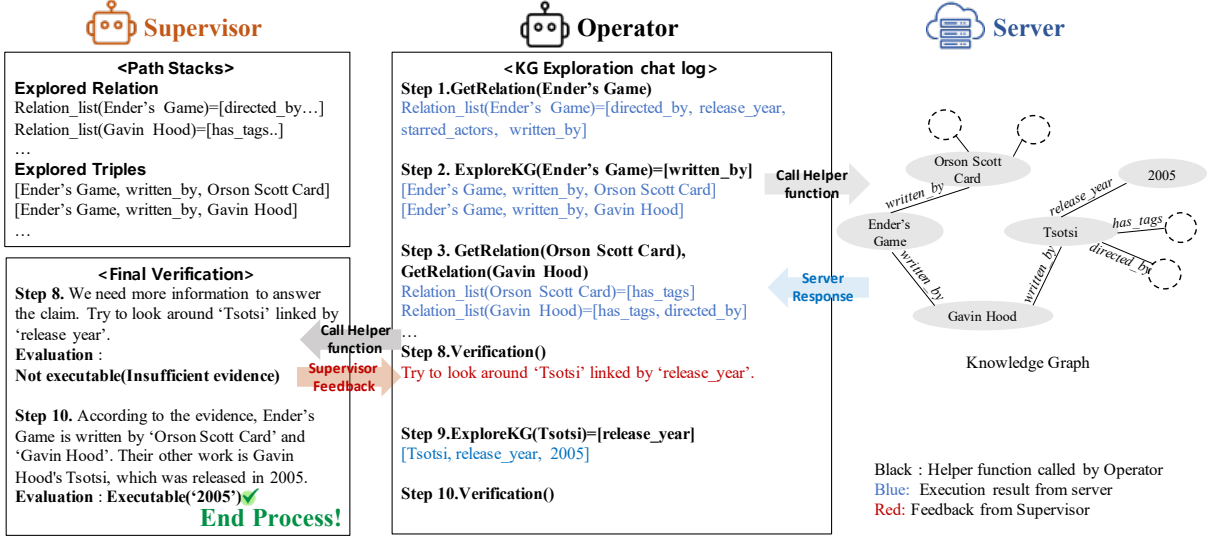 Supervisor
<Path Stacks>
Explored Relation
Relation_list(Ender's Game)=[directed_by…]
Relation_list(Gavin Hood)=[has_tags..]
…
Explored Triples
[Ender's Game, written_by, Orson Scott Card]
[Ender's Game, written_by, Gavin Hood]
…
<Final Verification>
Step 8. We need more information to answer
the claim. Try to look around 'Tsotsi' linked by
'release year'.
Evaluation :
Not executable(Insufficient evidence)
Step 10. According to the evidence, Ender's
Game is written by 'Orson Scott Card' and
'Gavin Hood'. Their other work is Gavin
Hood's Tsotsi, which was released in 2005.
Evaluation : Executable('2005')
End Process!
Call Helper
function
Supervisor
Feedback
Operator
<KG Exploration chat log>
Step 1.GetRelation(Ender's Game)
Relation_list(Ender's Game)=[directed_by, release_year,
starred_actors, written_by]
Step 2. ExploreKG(Ender's Game)=[written_by]
[Ender's Game, written_by, Orson Scott Card]
[Ender's Game, written_by, Gavin Hood]
Step 3. GetRelation(Orson Scott Card),
GetRelation(Gavin Hood)
Relation_list(Orson Scott Card)=[has_tags]
Relation_list(Gavin Hood)=[has_tags, directed_by]
…
Step 8.Verification()
Try to look around 'Tsotsi' linked by 'release_year'.
Step 9.ExploreKG(Tsotsi)=[release_year]
[Tsotsi, release_year, 2005]
Step 10.Verification()
Call Helper
function
Server
Response
Server
Orson Scott
Card
2005
written_by
release_year
Ender's
Game
Tsotsi
has_tags
directed_by
written_by
written_by
Gavin Hood
Knowledge Graph
Black : Helper function called by Operator
Blue: Execution result from server
Red: Feedback from Supervisor